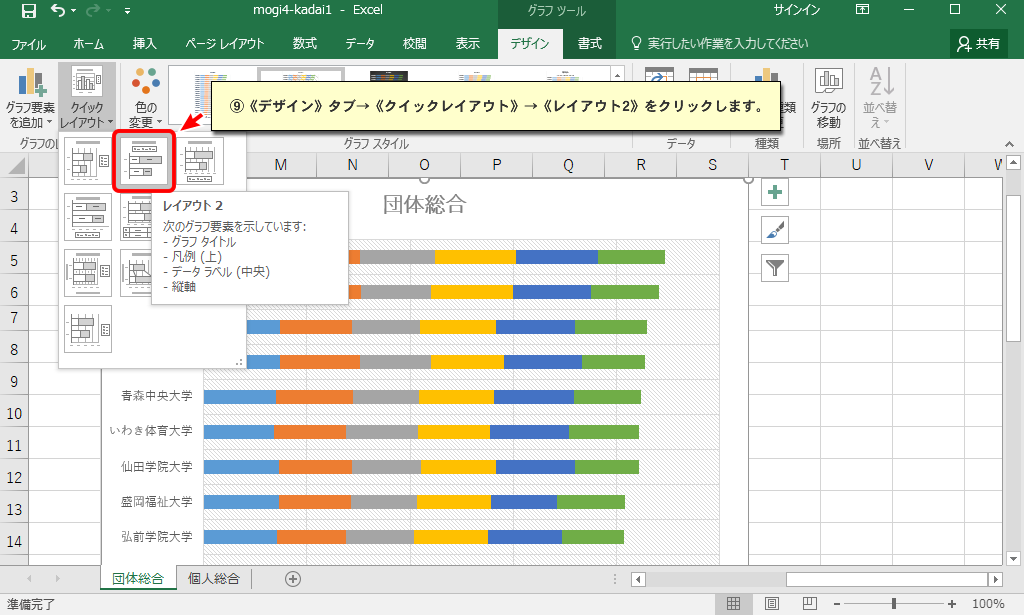 mogi4-kadai1 - Excel
グラフ ツール
サインイン
ファイル ホーム 挿入 ページ レイアウト 数式 データ 校閲 表示 デザイン 書式 実行したい作業を入力してください 共有
グラフ要素
を追加
クイック
レイアウト
色の
変更
⑨《デザイン》タブ→《クイックレイアウト》→《レイアウト2》をクリックします。
グラフの
移動
並べ替
え
グラフ スタイル
データ
種類
場所
並べ替え
M N O P Q R S T U V W
レイアウト 2
次のグラフ要素を示しています:
- グラフ タイトル
- 凡例 (上)
- データ ラベル (中央)
- 縦軸
団体総合
3
4
5
6
7
8
9
10
11
12
13
14
青森中央大学
いわき体育大学
仙田学院大学
盛岡福祉大学
弘前学院大学
団体総合 個人総合
準備完了
100%